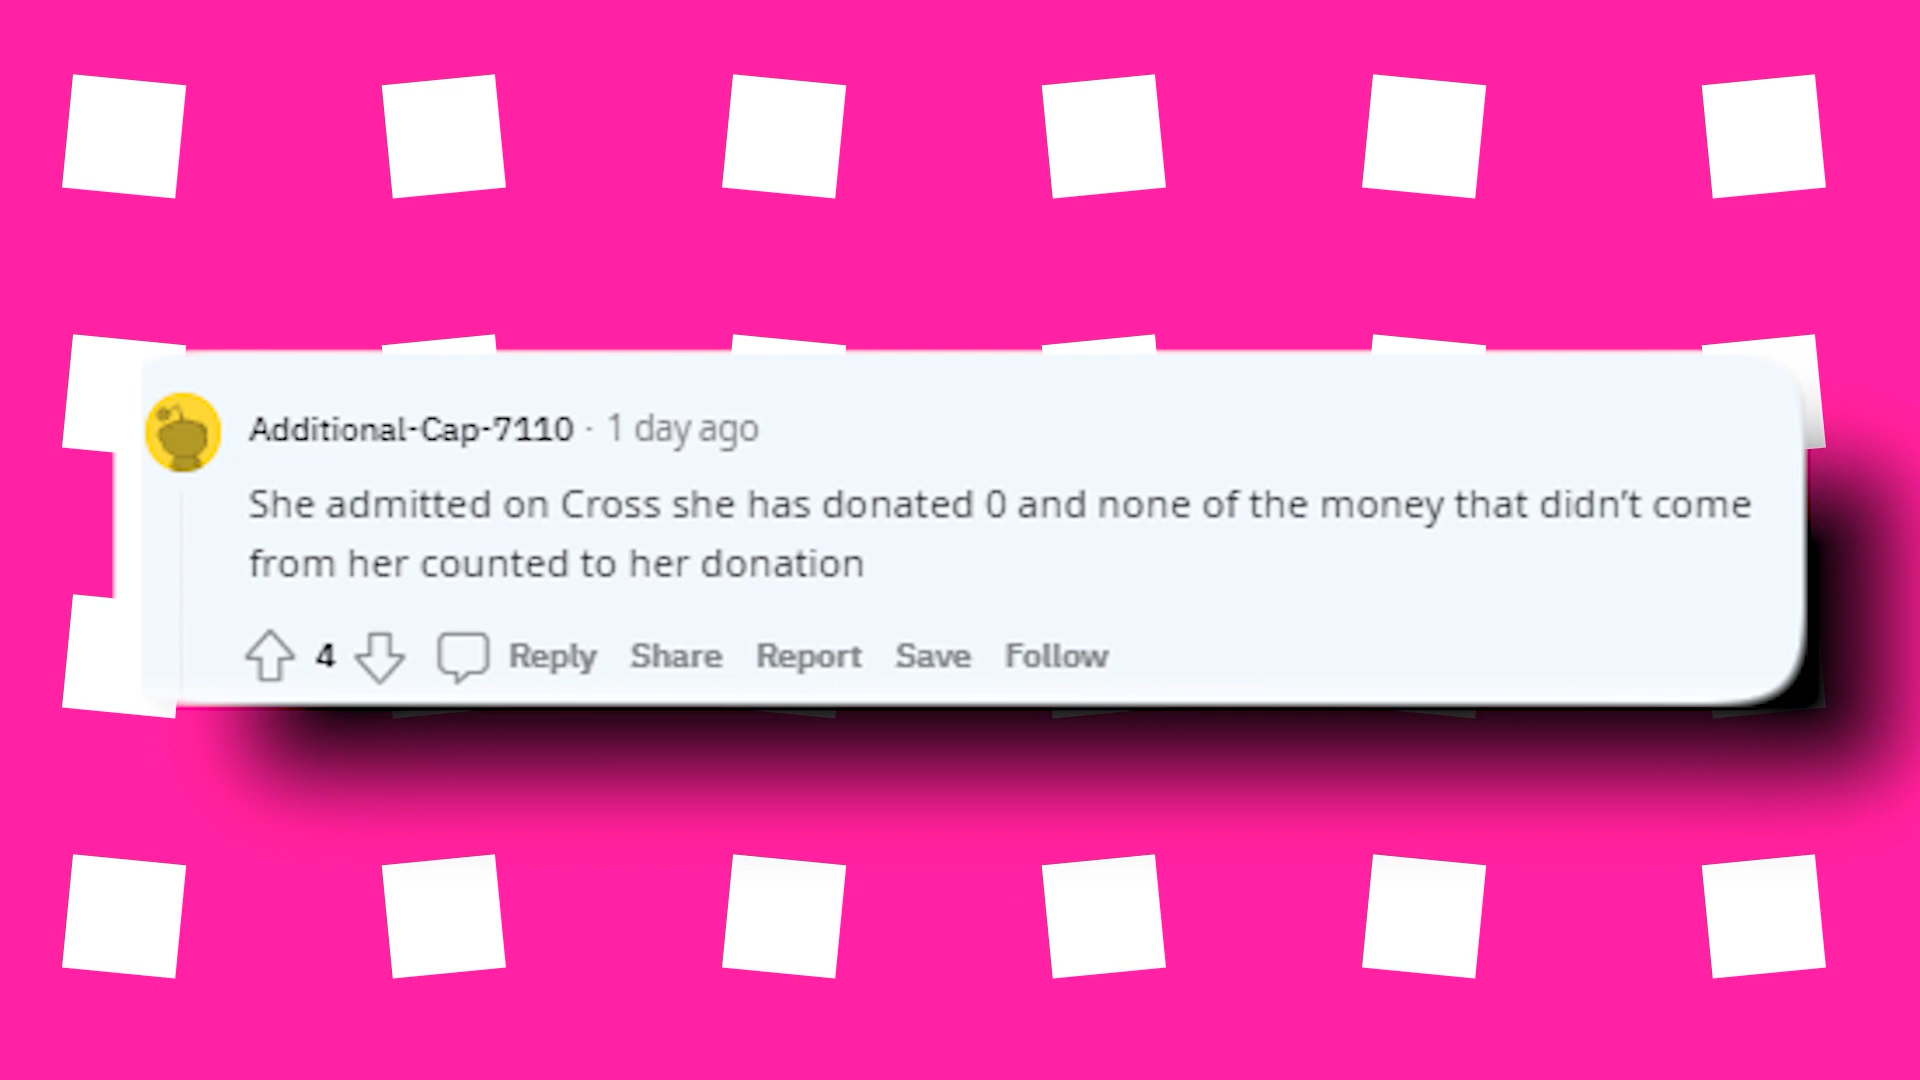 Additional-Cap-7110 · 1 day ago
She admitted on Cross she has donated 0 and none of the money that didn't come
from her counted to her donation
4 Reply Share Report Save Follow